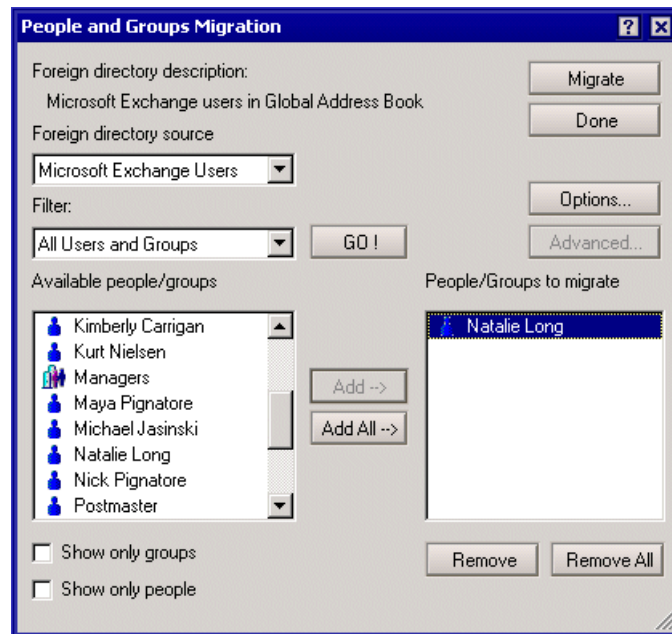 People and Groups Migration
Foreign directory description:
Microsoft Exchange users in Global Address Book
Migrate
Done
Foreign directory source
Microsoft Exchange Users
Options...
Filter:
All Users and Groups
GO !
Advanced...
Available people/groups
People/Groups to migrate
Kimberly Carrigan
Kurt Nielsen
Managers
Maya Pignatore
Michael Jasinski
Natalie Long
Nick Pignatore
Postmaster
Add -->
Add All -->
Natalie Long
Show only groups
Show only people
Remove
Remove All